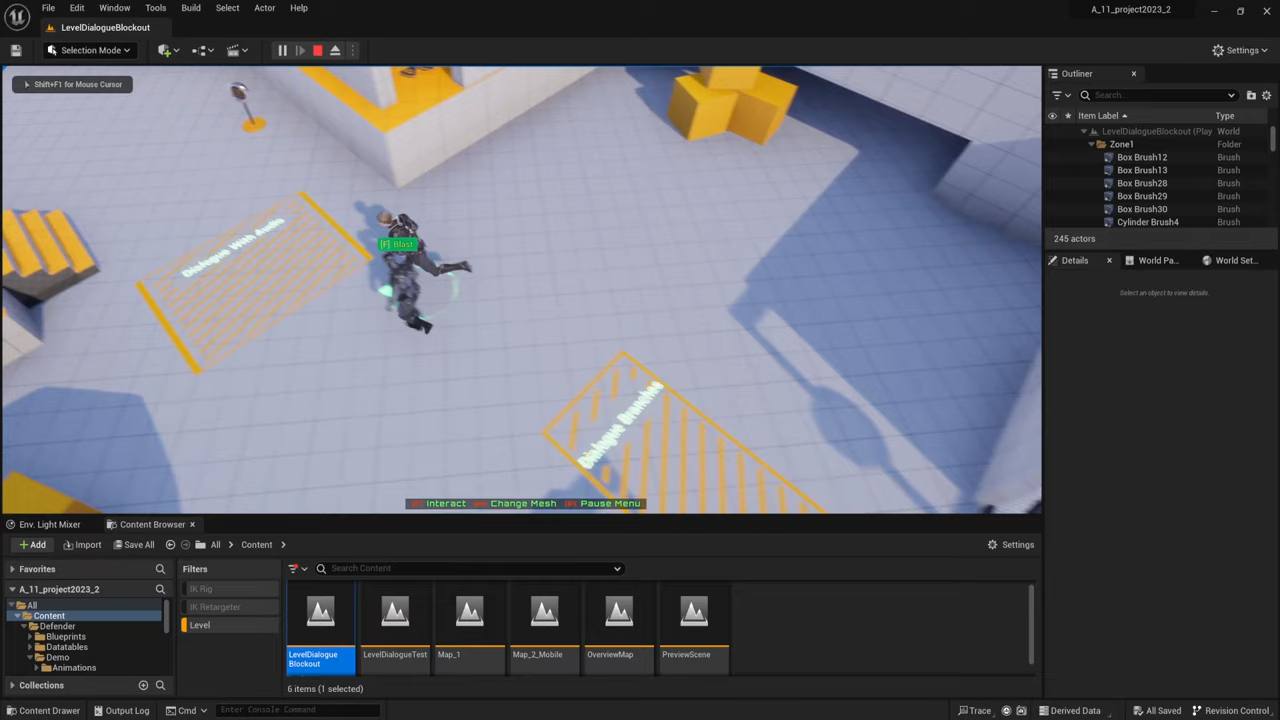 File Edit Window Tools Build Select Actor Help
A_11_project2023_2
LevelDialogueBlockout
Selection Mode
Settings
Shift+F1 for Mouse Cursor
Dialogue With Audio
[F] Blast
Dialogue Branches
Interact Change Mesh Pause Menu
Outliner
Search...
Item Label Type
LevelDialogueBlockout (Play World
Zone1 Folder
Box Brush12 Brush
Box Brush13 Brush
Box Brush28 Brush
Box Brush29 Brush
Box Brush30 Brush
Cylinder Brush4 Brush
245 actors
Details World Pa... World Set...
Select an object to view details.
Env. Light Mixer Content Browser
Add Import Save All All Content Settings
Favorites
A_11_project2023_2
All
Content
Defender
Blueprints
Datatables
Demo
Animations
Collections
Filters
IK Rig
IK Retargeter
Level
Search Content
LevelDialogue
Blockout
LevelDialogueTest
Map_1
Map_2_Mobile
OverviewMap
PreviewScene
6 items (1 selected)
Content Drawer Output Log Cmd Enter Console Command Trace Derived Data All Saved Revision Control